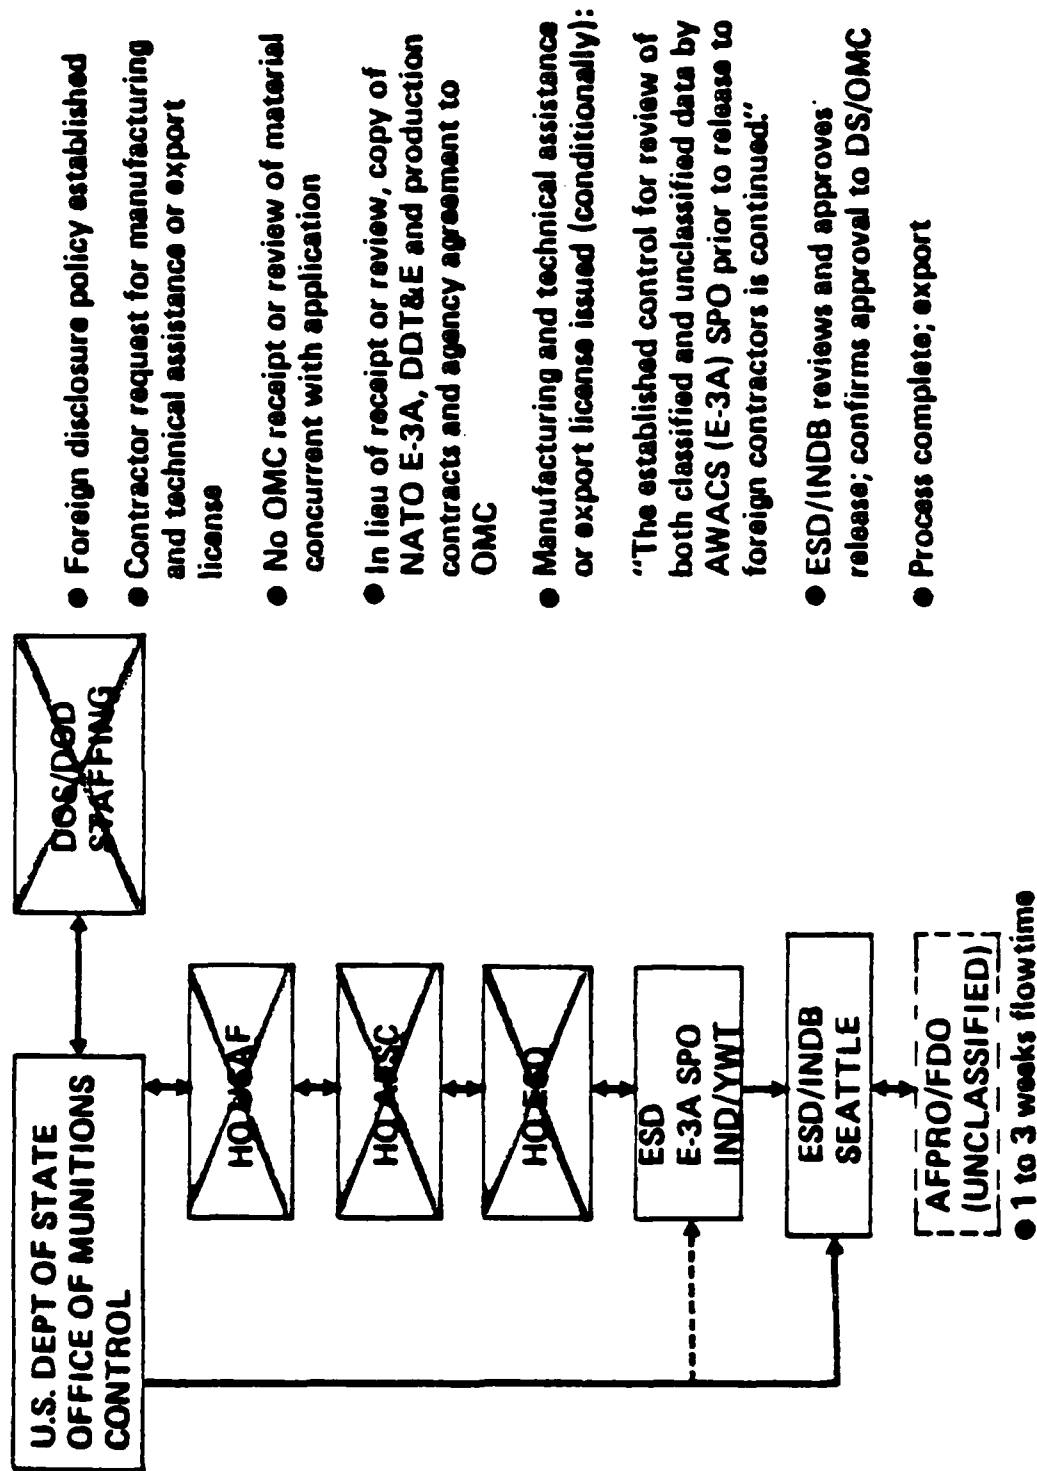 U.S. DEPT OF STATE
OFFICE OF MUNITIONS
CONTROL
DOS/DOD
STAFFING
HQ USAF
HQ AFSC
HQ ESD
ESD
E-3A SPO
IND/YWT
ESD/INDB
SEATTLE
AFPRO/FDO
(UNCLASSIFIED)
● 1 to 3 weeks flowtime
● Foreign disclosure policy established
● Contractor request for manufacturing
and technical assistance or export
license
● No OMC receipt or review of material
concurrent with application
● In lieu of receipt or review, copy of
NATO E-3A, DDT&E and production
contracts and agency agreement to
OMC
● Manufacturing and technical assistance
or export license issued (conditionally):
"The established control for review of
both classified and unclassified data by
AWACS (E-3A) SPO prior to release to
foreign contractors is continued."
● ESD/INDB reviews and approves
release; confirms approval to DS/OMC
● Process complete; export